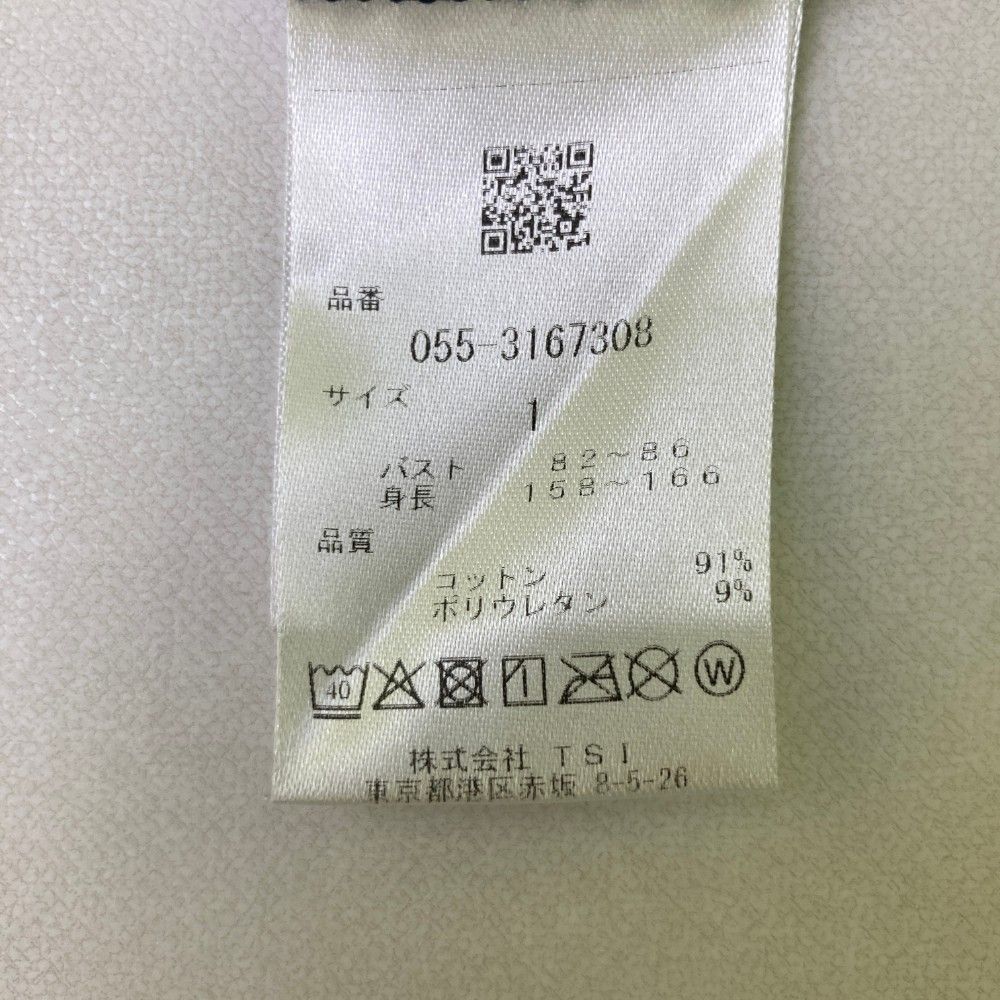 品番
055-3167308
サイズ
1
バスト 82〜86
身長 158〜166
品質
コットン 91%
ポリウレタン 9%
40
W
株式会社 TSI
東京都港区赤坂 8-5-26